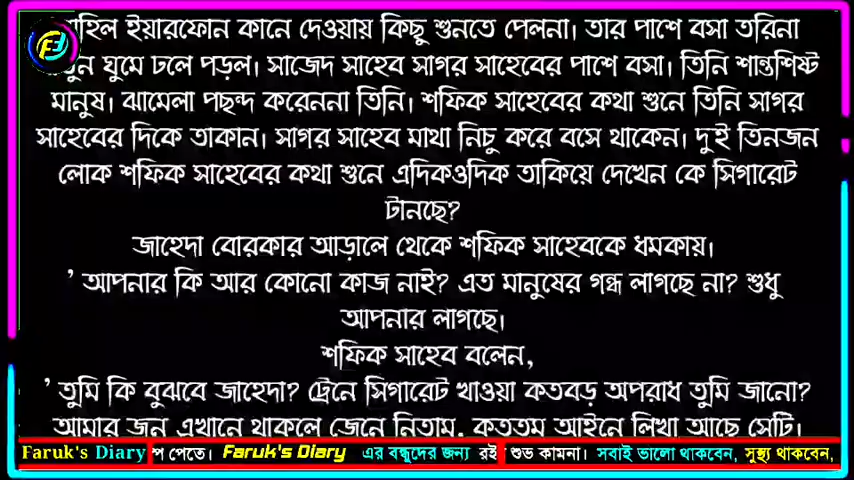 হিল ইয়ারফোন কানে দেওয়ায় কিছু শুনতে পেলনা। তার পাশে বসা তরিনা
ঘুমে ঢলে পড়ল। সাজেদ সাহেব সাগর সাহেবের পাশে বসা। তিনি শান্তশিষ্ট
মানুষ। ঝামেলা পছন্দ করেননা তিনি। শফিক সাহেবের কথা শুনে তিনি সাগর
সাহেবের দিকে তাকান। সাগর সাহেব মাথা নিচু করে বসে থাকেন। দুই তিনজন
লোক শফিক সাহেবের কথা শুনে এদিকওদিক তাকিয়ে দেখেন কে সিগারেট
টানছে?
জাহেদা বোরকার আড়ালে থেকে শফিক সাহেবকে ধমকায়।
’ আপনার কি আর কোনো কাজ নাই? এত মানুষের গন্ধ লাগছে না? শুধু
আপনার লাগছে।
শফিক সাহেব বলেন,
’ তুমি কি বুঝবে জাহেদা? ট্রেনে সিগারেট খাওয়া কতবড় অপরাধ তুমি জানো?
আমার জন এখানে থাকলে জেনে নিতাম, কততম আইনে লিখা আছে সেটি।
Faruk's Diary প পেতে। Faruk's Diary এর বন্ধুদের জন্য রই শুভ কামনা। সবাই ভালো থাকবেন, সুস্থ্য থাকবেন,